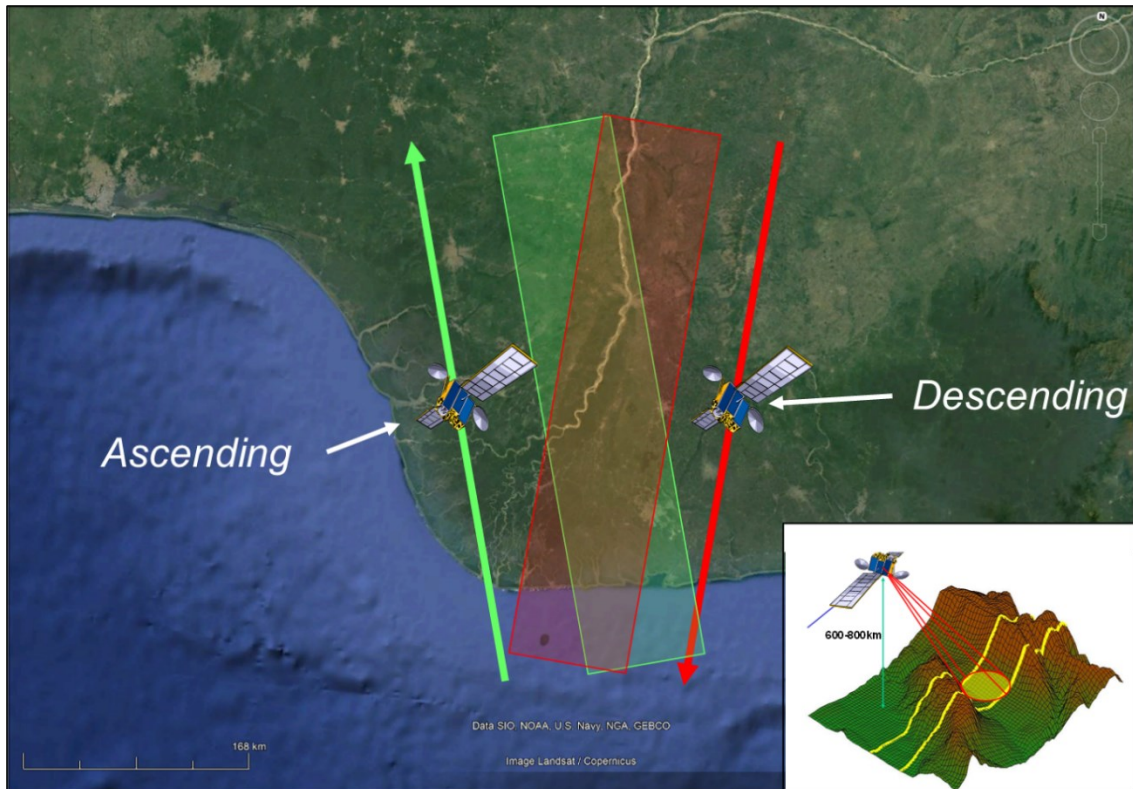 N
Ascending
Descending
600-800km
Data SIO, NOAA, U.S. Navy, NGA, GEBCO
168 km
Image Landsat / Copernicus